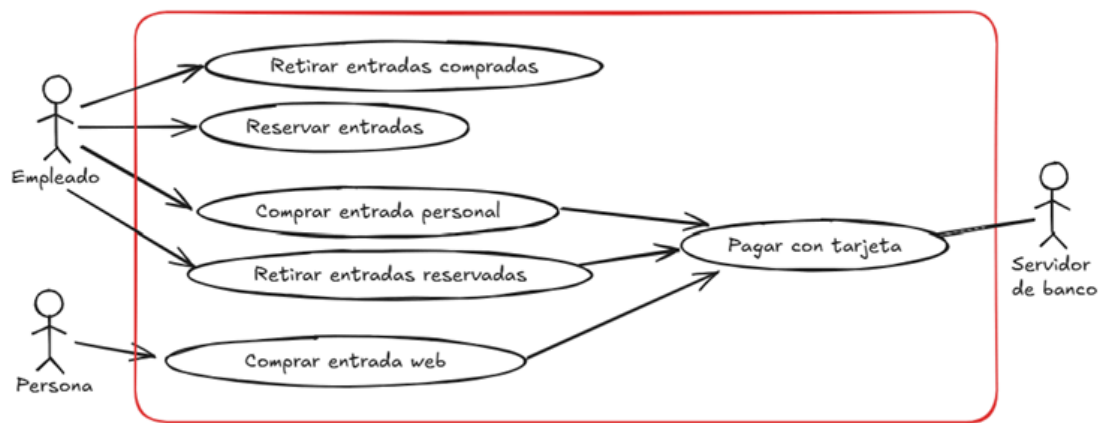 Retirar entradas compradas
Reservar entradas
Empleado
Comprar entrada personal
Pagar con tarjeta
Retirar entradas reservadas
Servidor
de banco
Comprar entrada web
Persona